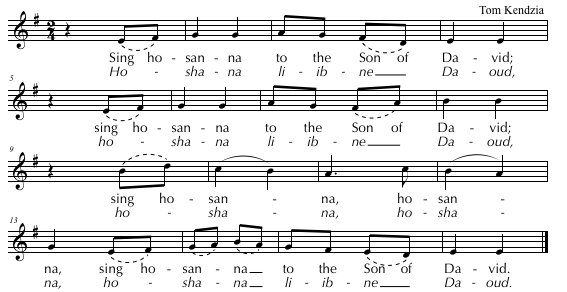 Tom Kendzia
2 4
Sing ho - san - na to the Son of Da - vid;
Ho - sha - na li - ib - ne Da - oud,
5
sing ho - san - na to the Son of Da - vid;
ho - sha - na li - ib - ne Da - oud,
9
sing ho - san - na, ho - san -
ho - sha - na, ho - sha -
13
na, sing ho - san - na to the Son of Da - vid.
na, ho - sha - na li - ib - ne Da - oud.